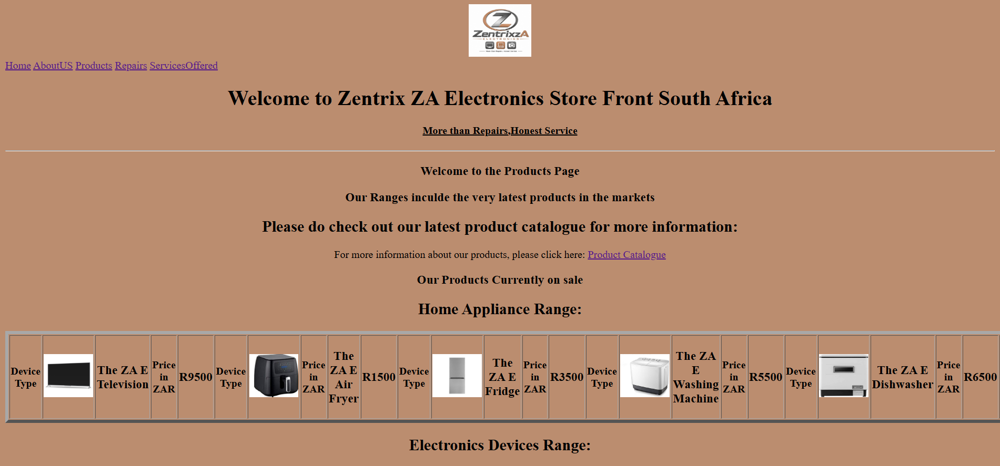 Z
ZentrixzA
ELECTRONICS
More than Repairs, Honest Service
Home AboutUS Products Repairs ServicesOffered
Welcome to Zentrix ZA Electronics Store Front South Africa
More than Repairs,Honest Service
Welcome to the Products Page
Our Ranges inculde the very latest products in the markets
Please do check out our latest product catalogue for more information:
For more information about our products, please click here: Product Catalogue
Our Products Currently on sale
Home Appliance Range:
Device
Type
The ZA E
Television
Price
in
ZAR
R9500
Device
Type
Price
in
ZAR
The
ZA E
Air
Fryer
R1500
Device
Type
The
ZA E
Fridge
Price
in
ZAR
R3500
Device
Type
The ZA
E
Washing
Machine
Price
in
ZAR
R5500
Device
Type
The ZA E
Dishwasher
Price
in
ZAR
R6500
Electronics Devices Range: